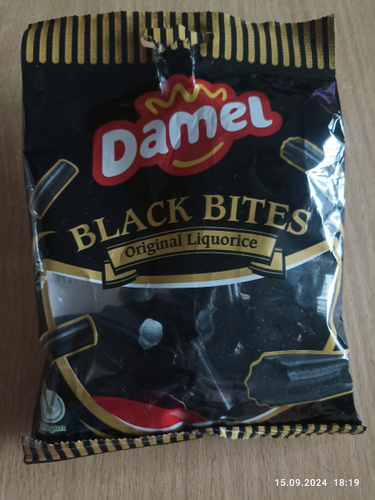 Damel
BLACK BITES
Original Liquorice
15.09.2024 18:19